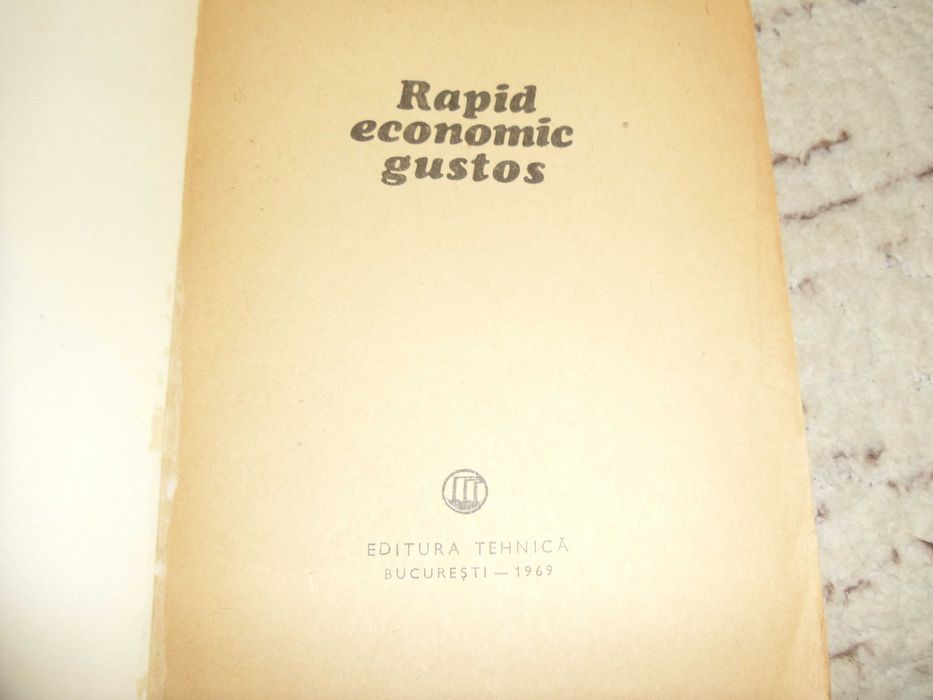 Rapid
economic
gustos
EDITURA TEHNICĂ
BUCUREȘTI — 1969